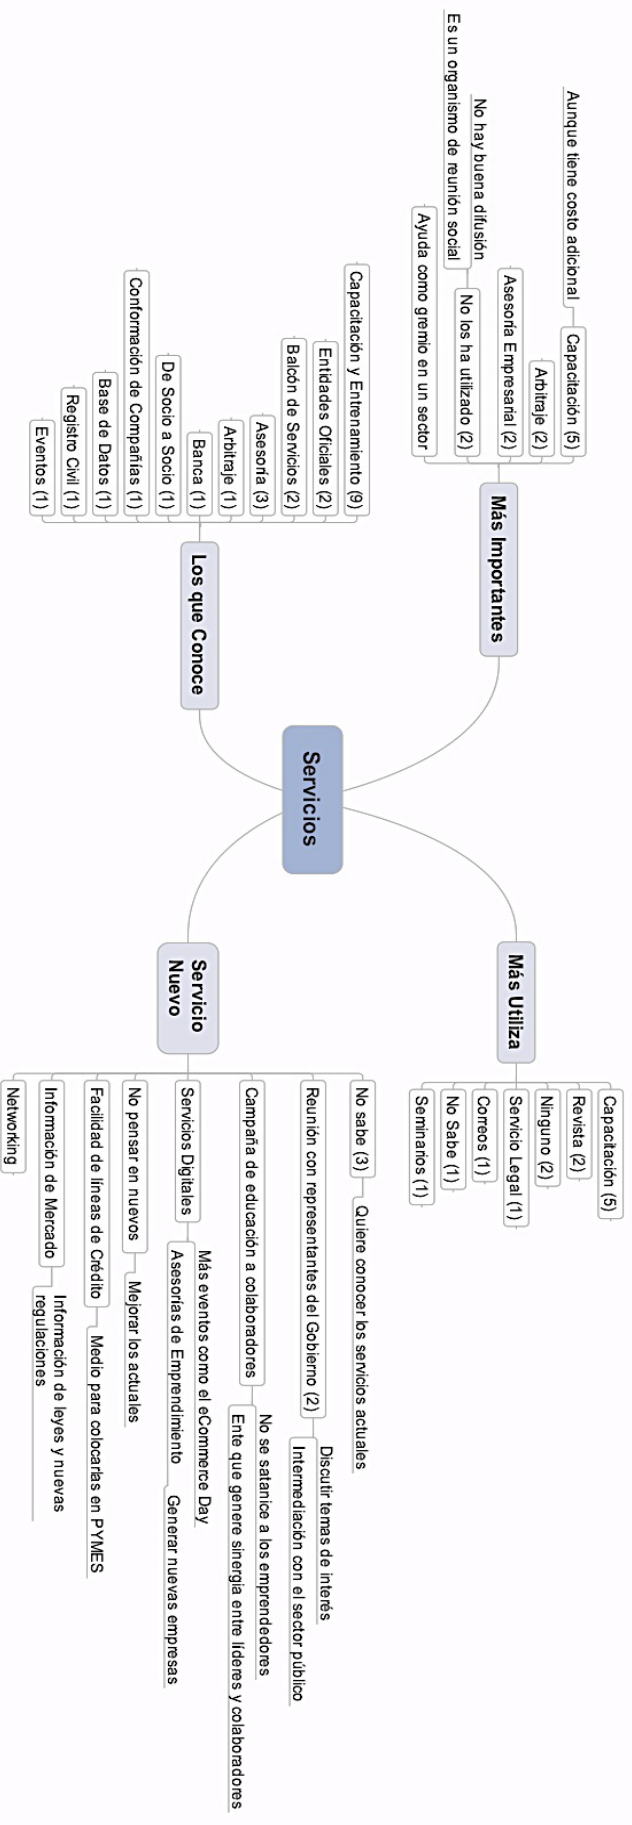 Servicios
Más Importantes
Capacitación (5)
Aunque tiene costo adicional
Arbitraje (2)
Asesoría Empresarial (2)
No los ha utilizado (2)
No hay buena difusión
Es un organismo de reunión social
Ayuda como gremio en un sector
Los que Conoce
Capacitación y Entrenamiento (9)
Entidades Oficiales (2)
Balcón de Servicios (2)
Asesoría (3)
Arbitraje (1)
Banca (1)
De Socio a Socio (1)
Conformación de Compañías (1)
Base de Datos (1)
Registro Civil (1)
Eventos (1)
Más Utiliza
Capacitación (5)
Revista (2)
Ninguno (2)
Servicio Legal (1)
Correos (1)
No Sabe (1)
Seminarios (1)
Servicio
Nuevo
No sabe (3)
Quiere conocer los servicios actuales
Reunión con representantes del Gobierno (2)
Discutir temas de interés
Intermediación con el sector público
Campaña de educación a colaboradores
No se satanice a los emprendedores
Ente que genere sinergia entre líderes y colaboradores
Servicios Digitales
Más eventos como el eCommerce Day
Asesorías de Emprendimiento
Generar nuevas empresas
No pensar en nuevos
Mejorar los actuales
Facilidad de líneas de Crédito
Medio para colocarlas en PYMES
Información de Mercado
Información de leyes y nuevas
regulaciones
Networking